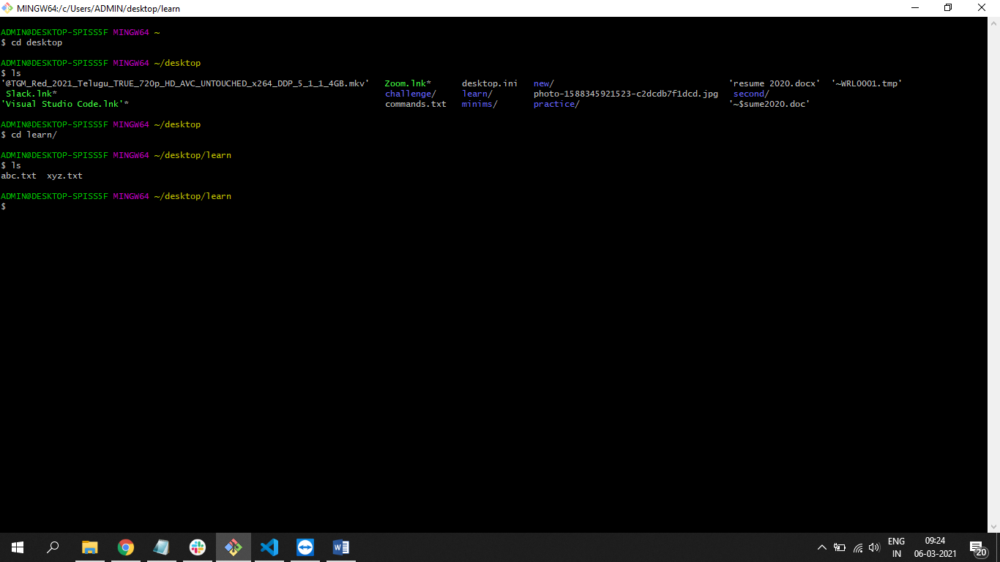 MINGW64:/c/Users/ADMIN/desktop/learn
ADMIN@DESKTOP-SPISS5F MINGW64 ~
$ cd desktop
ADMIN@DESKTOP-SPISS5F MINGW64 ~/desktop
$ ls
'@TGM_Red_2021_Telugu_TRUE_720p_HD_AVC_UNTOUCHED_x264_DDP_5_1_1_4GB.mkv' Zoom.lnk* desktop.ini new/ 'resume 2020.docx' '~WRL0001.tmp'
Slack.lnk* challenge/ learn/ photo-1588345921523-c2dcdb7f1dcd.jpg second/
'Visual Studio Code.lnk'* commands.txt minims/ practice/ '~$sume2020.doc'
ADMIN@DESKTOP-SPISS5F MINGW64 ~/desktop
$ cd learn/
ADMIN@DESKTOP-SPISS5F MINGW64 ~/desktop/learn
$ ls
abc.txt xyz.txt
ADMIN@DESKTOP-SPISS5F MINGW64 ~/desktop/learn
$
ENG 09:24
IN 06-03-2021 20